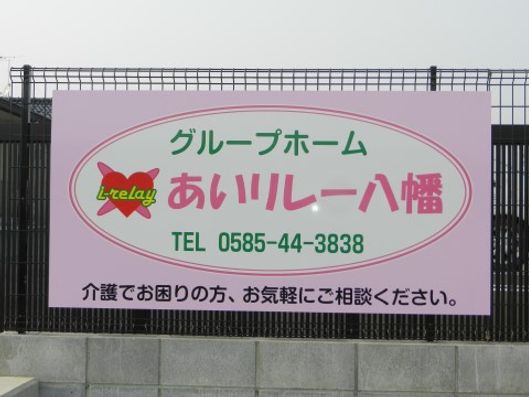 グループホーム
i-relay
あいリレー八幡
TEL 0585-44-3838
介護でお困りの方、お気軽にご相談ください。